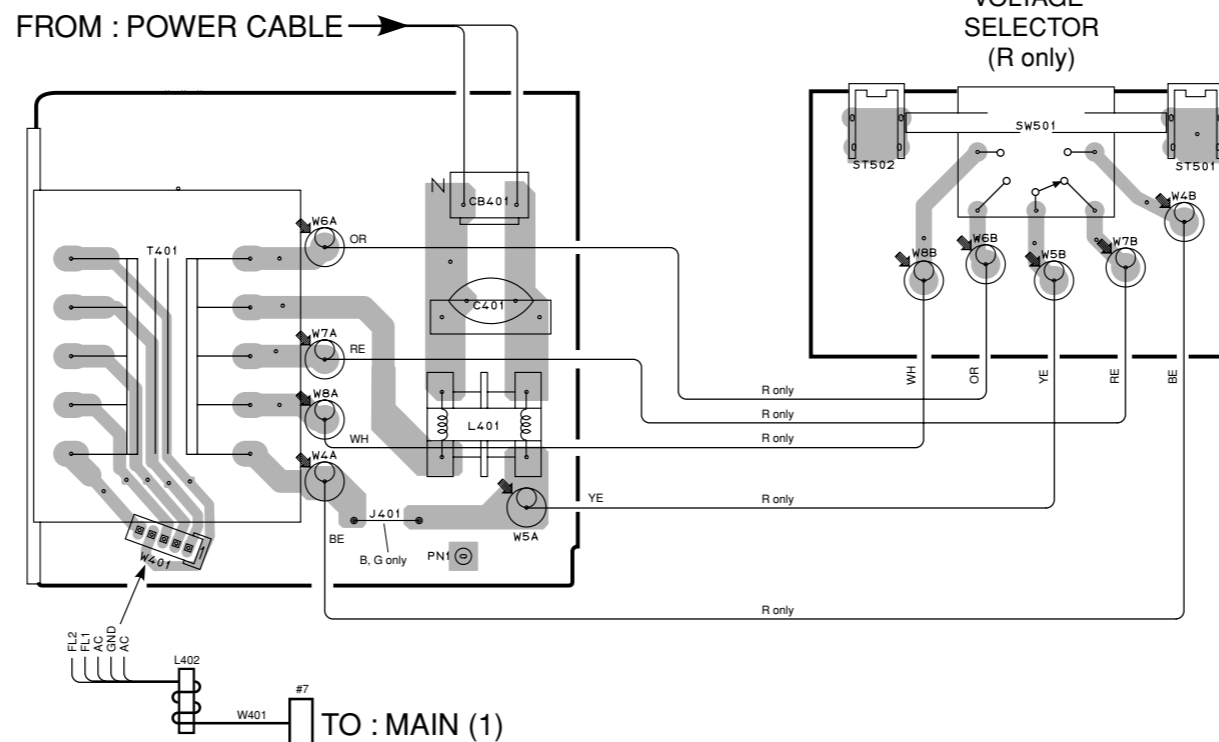 VOLTAGE
SELECTOR
(R only)
FROM : POWER CABLE
SW501
ST502
ST501
N
CB401
W4B
W6A
OR
T401
W8B
W6B
W5B
W7B
C401
W7A
RE
WH
OR
YE
RE
BE
R only
W8A
L401
R only
WH
R only
W4A
YE
R only
J401
W5A
BE
B, G only
PN1
W401
1
R only
FL2
FL1
AC
GND
AC
L402
#7
W401
TO : MAIN (1)